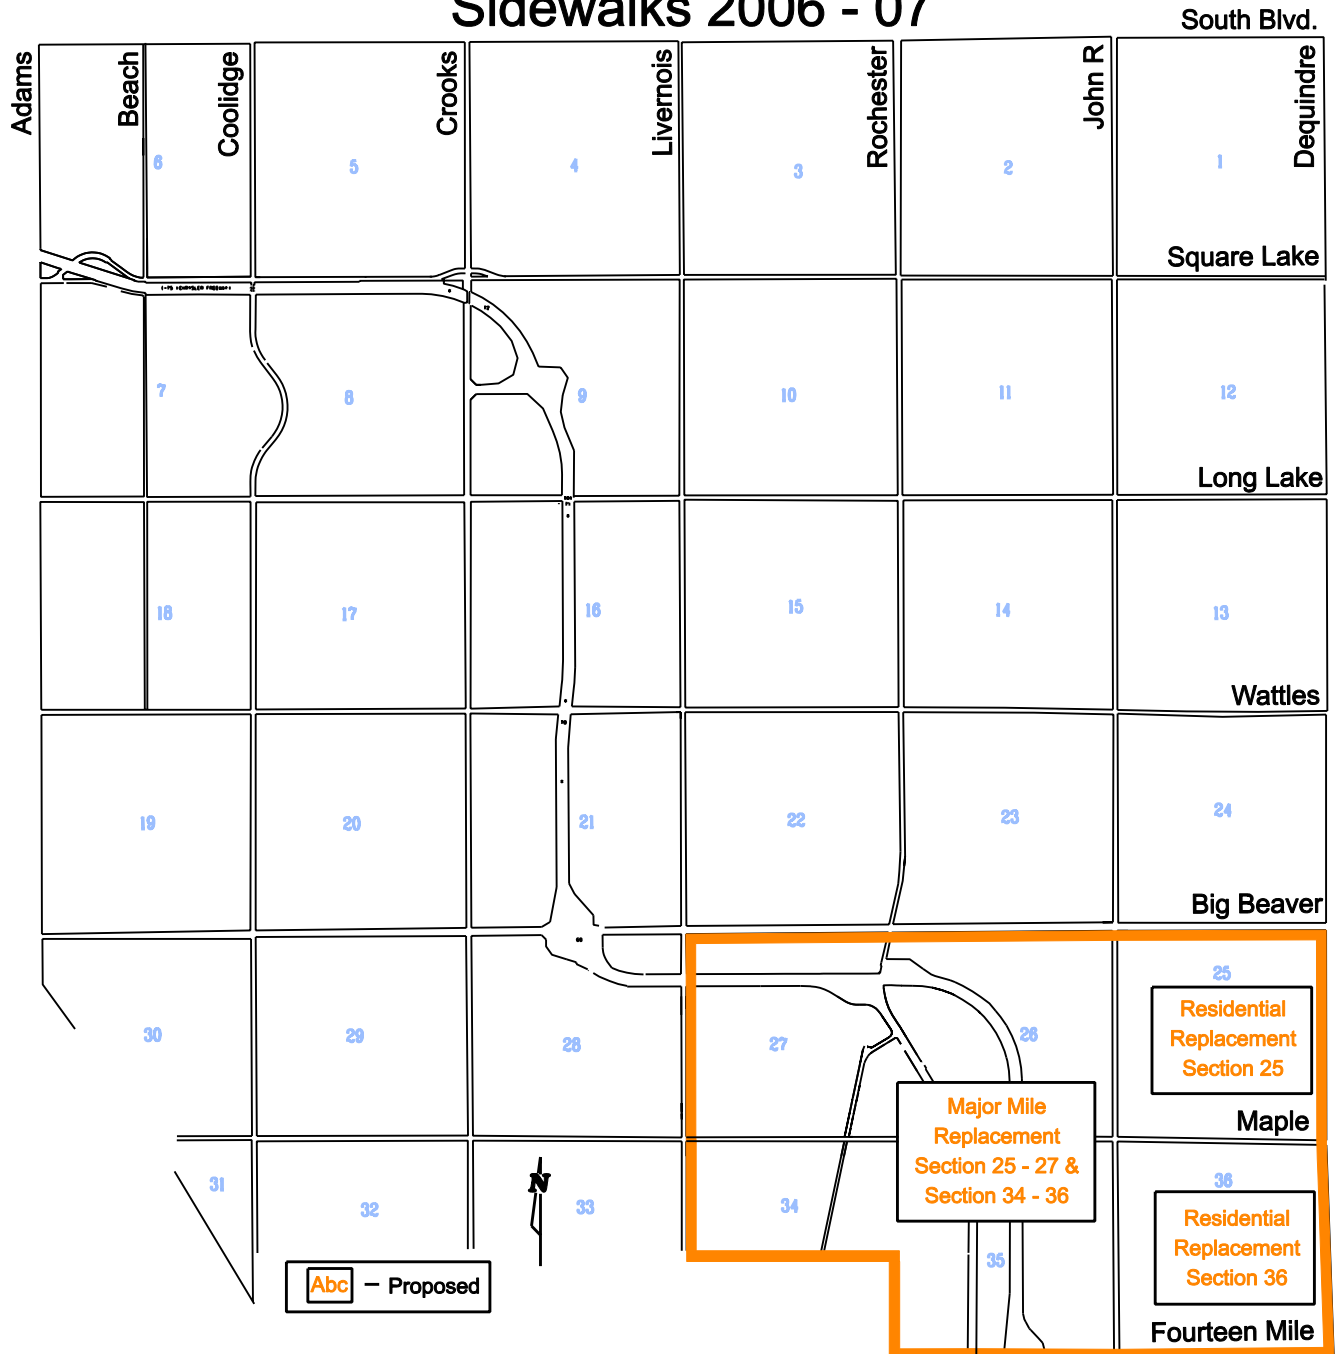 Sidewalks 2006 - 07
South Blvd.
Adams
Beach
Coolidge
Crooks
Livernois
Rochester
John R
Dequindre
6
5
4
3
2
1
Square Lake
7
8
9
10
11
12
Long Lake
18
17
16
15
14
13
Wattles
19
20
21
22
23
24
Big Beaver
30
29
28
27
26
25
Residential
Replacement
Section 25
Major Mile
Replacement
Section 25 - 27 &
Section 34 - 36
Maple
31
32
N
33
34
35
36
Residential
Replacement
Section 36
Abc – Proposed
Fourteen Mile